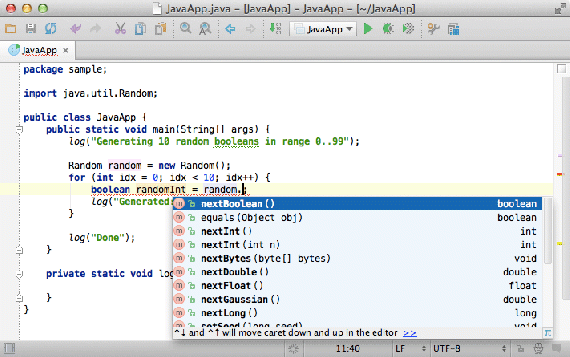 JavaApp.java – [JavaApp] – JavaApp – [~/JavaApp]
JavaApp
JavaApp
package sample;
import java.util.Random;
public class JavaApp {
public static void main(String[] args) {
log("Generating 10 random booleans in range 0..99");
Random random = new Random();
for (int idx = 0; idx < 10; idx++) {
boolean randomInt = random.;
log("Generated:
}
log("Done");
}
private static void log
}
}
nextBoolean() boolean
equals(Object obj) boolean
nextInt() int
nextInt(int n) int
nextBytes(byte[] bytes) void
nextDouble() double
nextFloat() float
nextGaussian() double
nextLong() long
setSeed(long seed) void
^↓ and ^↑ will move caret down and up in the editor >>
11:40 LF UTF-8